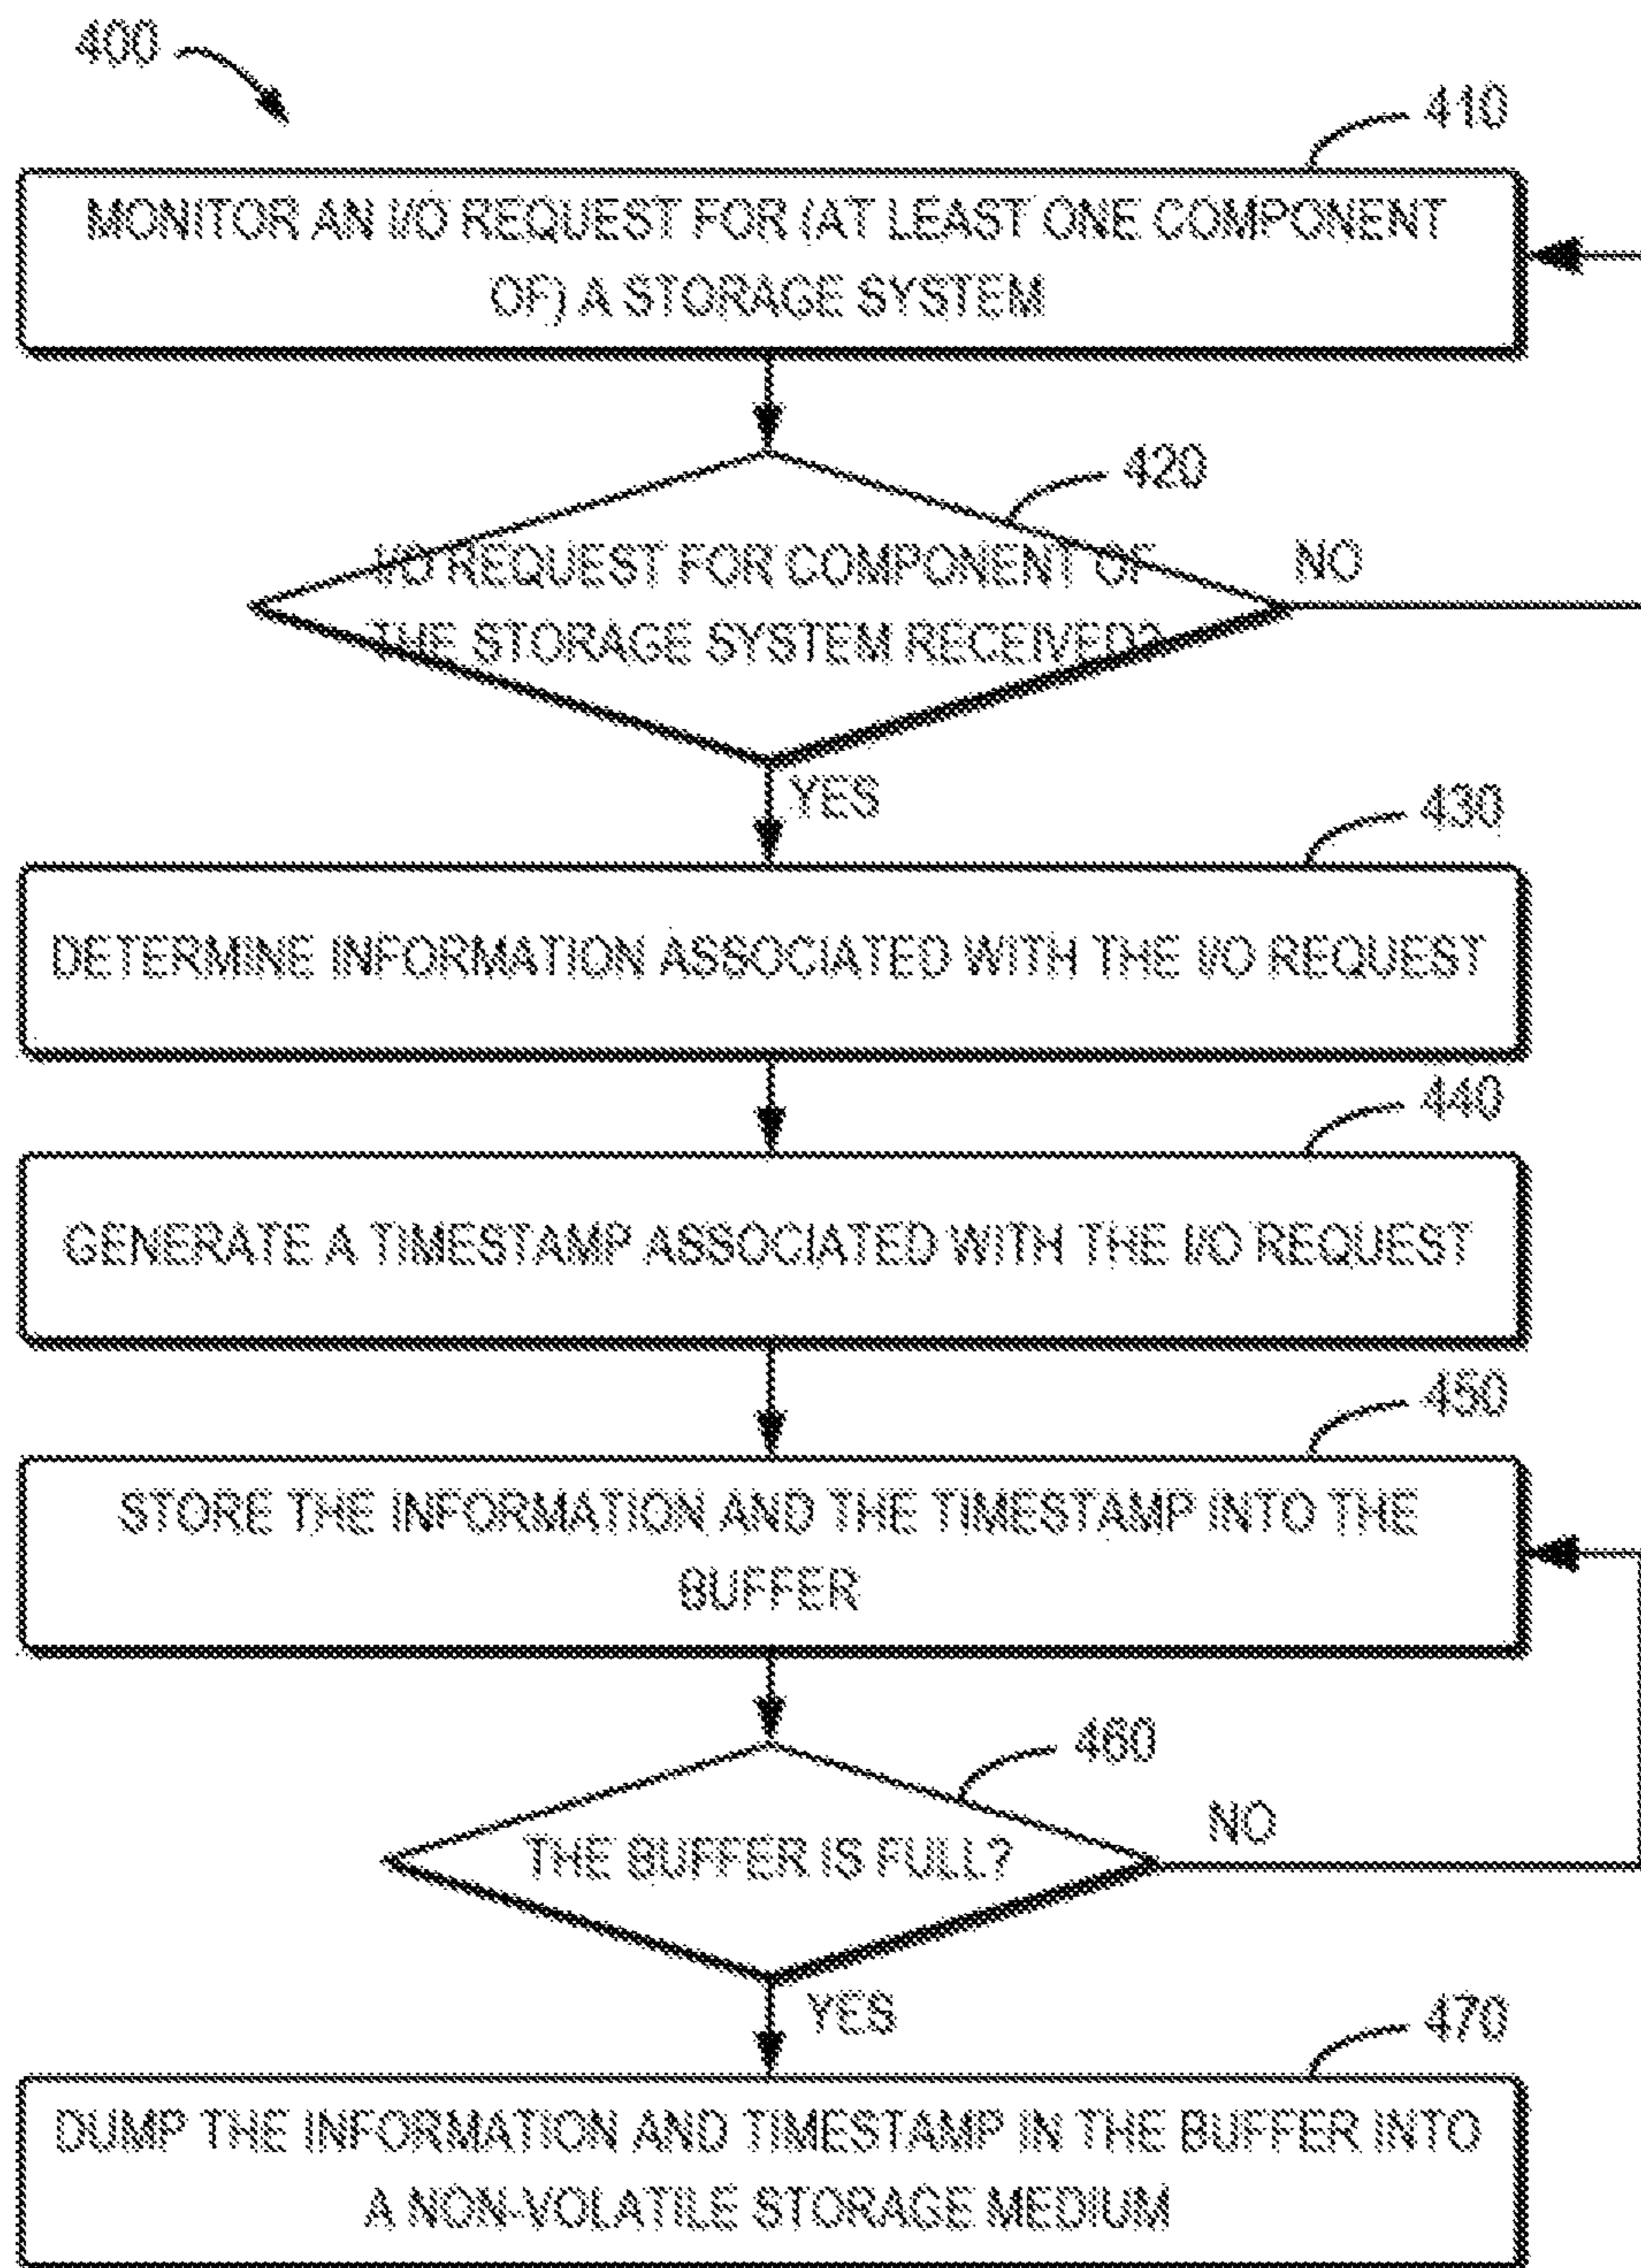 400
410
MONITOR AN I/O REQUEST FOR (AT LEAST ONE COMPONENT
OF) A STORAGE SYSTEM
420
I/O REQUEST FOR COMPONENT OF
THE STORAGE SYSTEM RECEIVED?
NO
YES
430
DETERMINE INFORMATION ASSOCIATED WITH THE I/O REQUEST
440
GENERATE A TIMESTAMP ASSOCIATED WITH THE I/O REQUEST
450
STORE THE INFORMATION AND THE TIMESTAMP INTO THE
BUFFER
460
THE BUFFER IS FULL?
NO
YES
470
DUMP THE INFORMATION AND TIMESTAMP IN THE BUFFER INTO
A NON-VOLATILE STORAGE MEDIUM